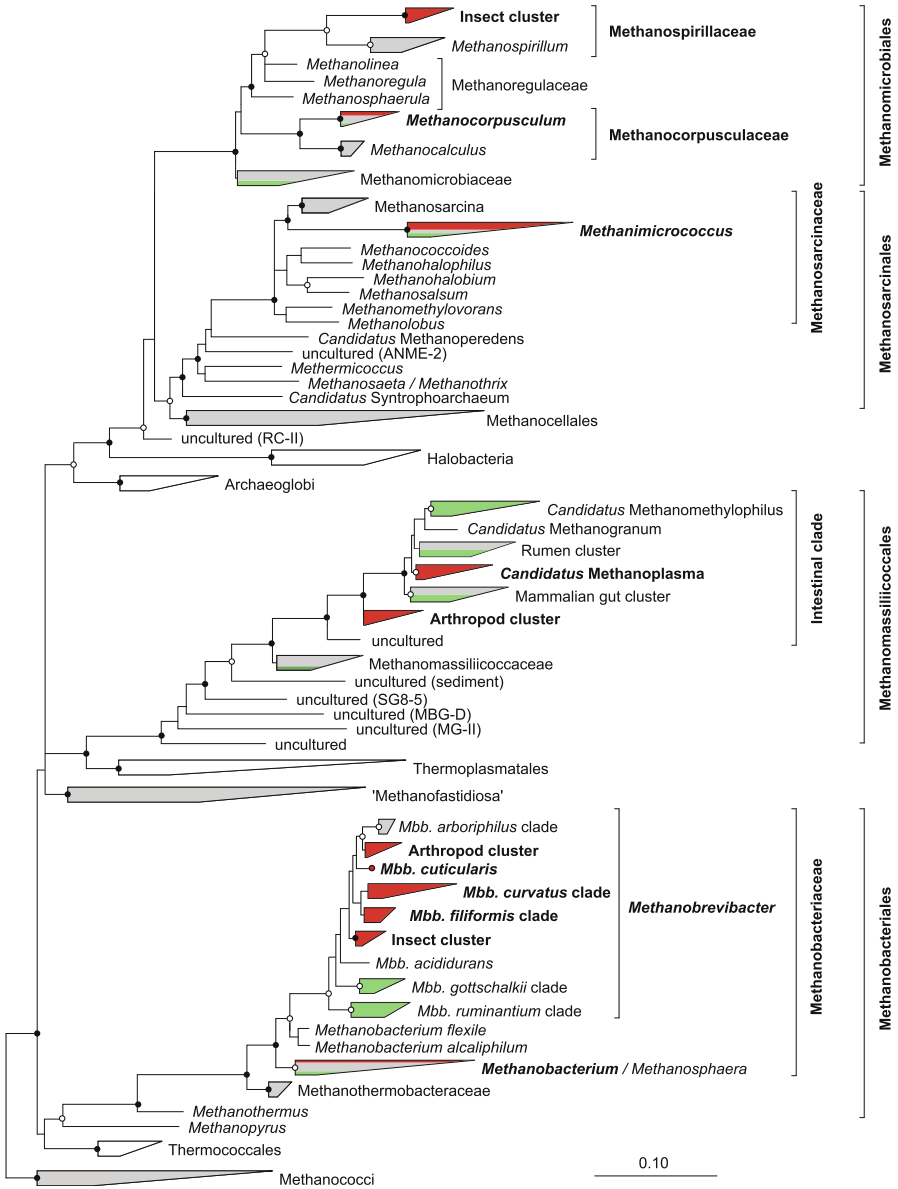 Insect cluster
Methanospirillaceae
Methanospirillum
Methanolinea
Methanoregula
Methanoregulaceae
Methanosphaerula
Methanocorpusculum
Methanocorpusculaceae
Methanocalculus
Methanomicrobiaceae
Methanomicrobiales
Methanosarcina
Methanimicrococcus
Methanococcoides
Methanohalophilus
Methanohalobium
Methanosalsum
Methanomethylovorans
Methanolobus
Methanosarcinaceae
Candidatus Methanoperedens
uncultured (ANME-2)
Methermicoccus
Methanosaeta / Methanothrix
Candidatus Syntrophoarchaeum
Methanosarcinales
Methanocellales
uncultured (RC-II)
Halobacteria
Archaeoglobi
Candidatus Methanomethylophilus
Candidatus Methanogranum
Rumen cluster
Candidatus Methanoplasma
Mammalian gut cluster
Arthropod cluster
uncultured
Intestinal clade
Methanomassiliicoccaceae
uncultured (sediment)
uncultured (SG8-5)
uncultured (MBG-D)
uncultured (MG-II)
uncultured
Methanomassiliicoccales
Thermoplasmatales
'Methanofastidiosa'
Mbb. arboriphilus clade
Arthropod cluster
Mbb. cuticularis
Mbb. curvatus clade
Mbb. filiformis clade
Methanobrevibacter
Insect cluster
Mbb. acididurans
Mbb. gottschalkii clade
Mbb. ruminantium clade
Methanobacterium flexile
Methanobacterium alcaliphilum
Methanobacterium / Methanosphaera
Methanobacteriaceae
Methanothermobacteraceae
Methanothermus
Methanobacteriales
Methanopyrus
Thermococcales
0.10
Methanococci